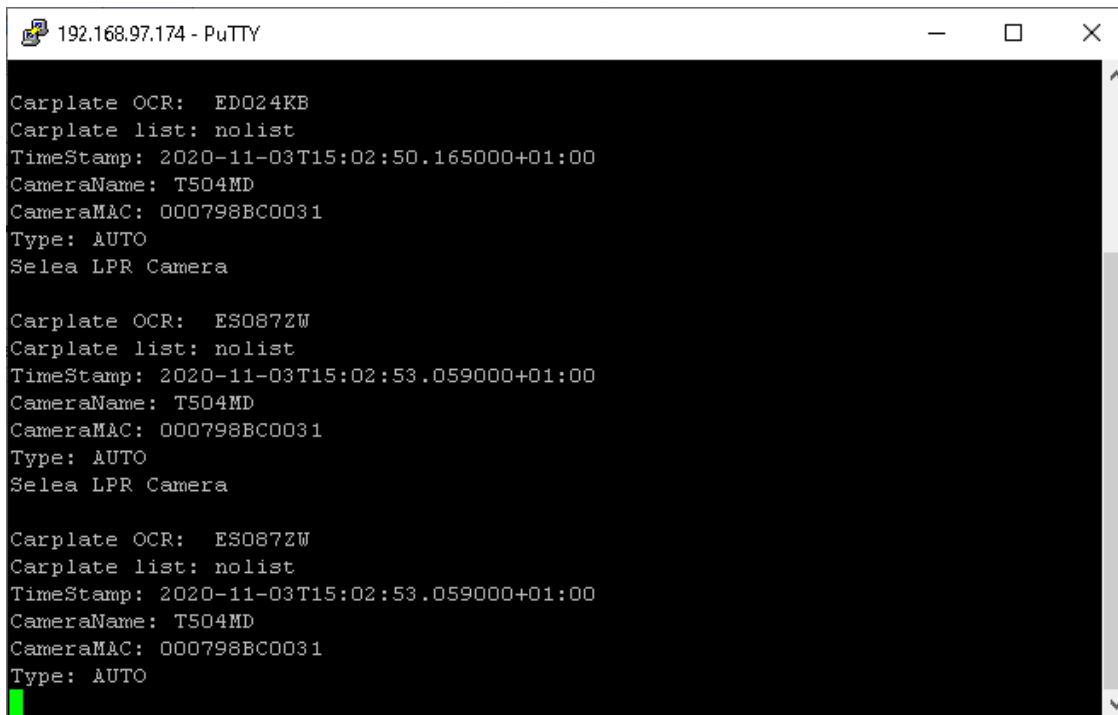 192.168.97.174 - PuTTY
Carplate OCR:  ED024KB
Carplate list: nolist
TimeStamp: 2020-11-03T15:02:50.165000+01:00
CameraName: T504MD
CameraMAC: 000798BC0031
Type: AUTO
Selea LPR Camera
Carplate OCR:  ES087ZW
Carplate list: nolist
TimeStamp: 2020-11-03T15:02:53.059000+01:00
CameraName: T504MD
CameraMAC: 000798BC0031
Type: AUTO
Selea LPR Camera
Carplate OCR:  ES087ZW
Carplate list: nolist
TimeStamp: 2020-11-03T15:02:53.059000+01:00
CameraName: T504MD
CameraMAC: 000798BC0031
Type: AUTO